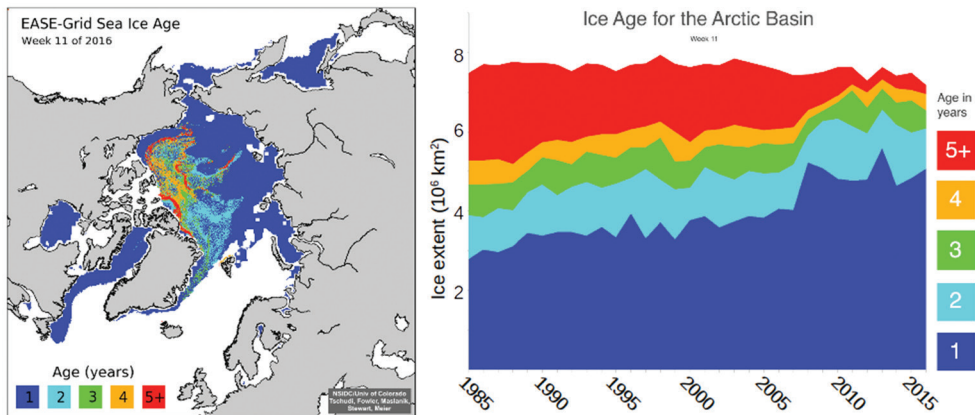 EASE-Grid Sea Ice Age
Week 11 of 2016
Age (years)
1 2 3 4 5+
NSIDC/Univ of Colorado
Tschudi, Fowler, Maslanik,
Stewart, Meier
Ice Age for the Arctic Basin
Week 11
Ice extent (10⁶ km²)
8
6
4
2
1985
1990
1995
2000
2005
2010
2015
Age in
years
5+
4
3
2
1